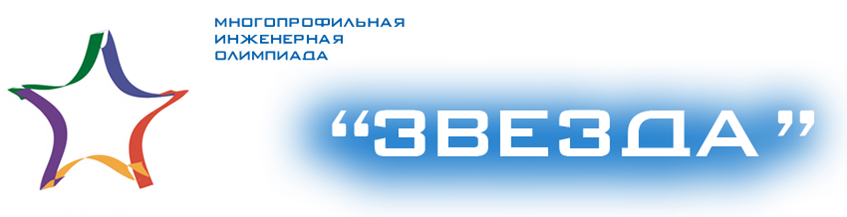 МНОГОПРОФИЛЬНАЯ
ИНЖЕНЕРНАЯ
ОЛИМПИАДА
“ЗВЕЗДА”